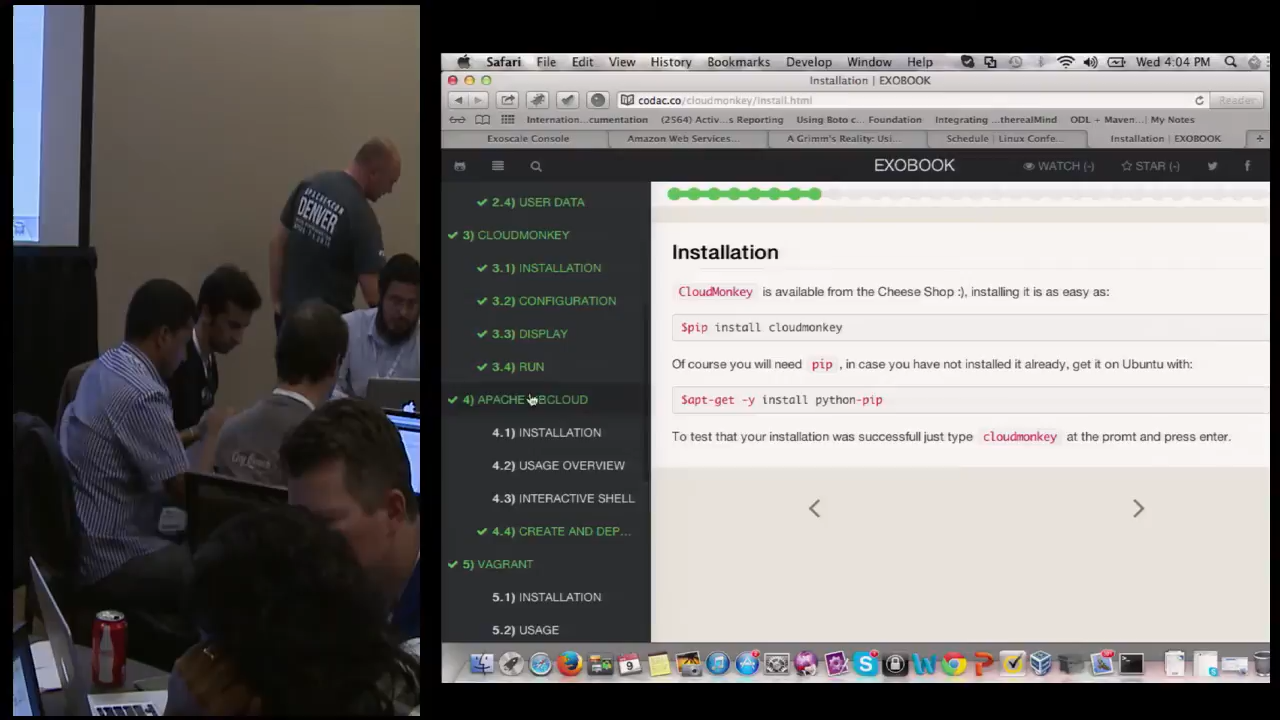 APACHECON
DENVER
Safari File Edit View History Bookmarks Develop Window Help Wed 4:04 PM
Installation | EXOBOOK
codac.co/cloudmonkey/install.html
Reader
Internation...cumentation (2564) Activ...s Reporting Using Boto c... Foundation Integrating ...therealMind ODL + Maven...| My Notes
Exoscale Console Amazon Web Services... A Grimm's Reality: Usi... Schedule | Linux Confe... Installation | EXOBOOK
EXOBOOK WATCH (-) STAR (-)
2.4) USER DATA
3) CLOUDMONKEY
3.1) INSTALLATION
3.2) CONFIGURATION
3.3) DISPLAY
3.4) RUN
4) APACHE LIBCLOUD
4.1) INSTALLATION
4.2) USAGE OVERVIEW
4.3) INTERACTIVE SHELL
4.4) CREATE AND DEP...
5) VAGRANT
5.1) INSTALLATION
5.2) USAGE
Installation
CloudMonkey is available from the Cheese Shop :), installing it is as easy as:
$pip install cloudmonkey
Of course you will need pip , in case you have not installed it already, get it on Ubuntu with:
$apt-get -y install python-pip
To test that your installation was successfull just type cloudmonkey at the promt and press enter.